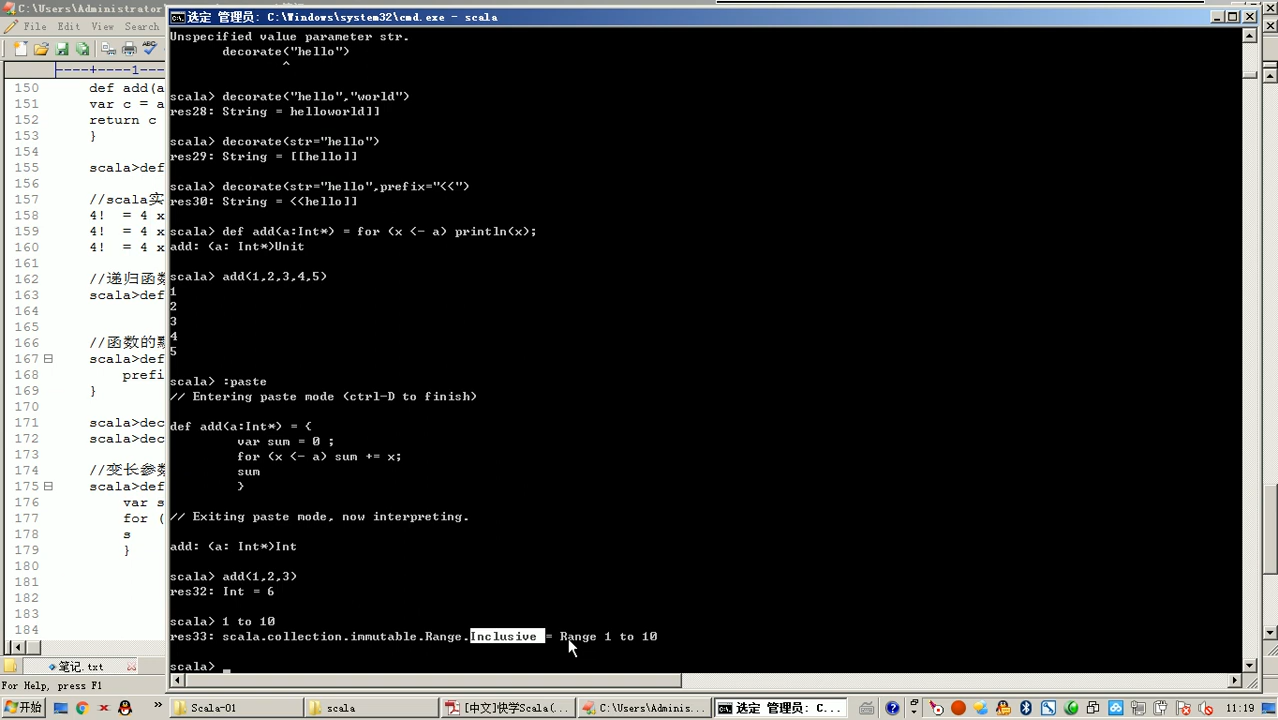 C:\Users\Administrator
File Edit View Search
选定 管理员: C:\Windows\system32\cmd.exe - scala
Unspecified value parameter str.
decorate("hello")
^
scala> decorate("hello","world")
res28: String = helloworld]]
scala> decorate(str="hello")
res29: String = [[hello]]
scala> decorate(str="hello",prefix="<<")
res30: String = <<hello]]
scala> def add(a:Int*) = for (x <- a) println(x);
add: (a: Int*)Unit
scala> add(1,2,3,4,5)
1
2
3
4
5
scala> :paste
// Entering paste mode (ctrl-D to finish)
def add(a:Int*) = {
var sum = 0 ;
for (x <- a) sum += x;
sum
}
// Exiting paste mode, now interpreting.
add: (a: Int*)Int
scala> add(1,2,3)
res32: Int = 6
scala> 1 to 10
res33: scala.collection.immutable.Range.Inclusive = Range 1 to 10
scala>
----+----1----
150 def add(a
151 var c = a
152 return c
153 }
154
155 scala>def
156
157 //scala实
158 4! = 4 x
159 4! = 4 x
160 4! = 4 x
161
162 //递归函数
163 scala>def
164
165
166 //函数的默
167 scala>def
168 prefi
169 }
170
171 scala>dec
172 scala>dec
173
174 //变长参数
175 scala>def
176 var s
177 for (
178 s
179 }
180
181
182
183
184
笔记.txt
For Help, press F1
开始
Scala-01
scala
[中文]快学Scala(...
C:\Users\Adminis...
选定 管理员: C...
11:19